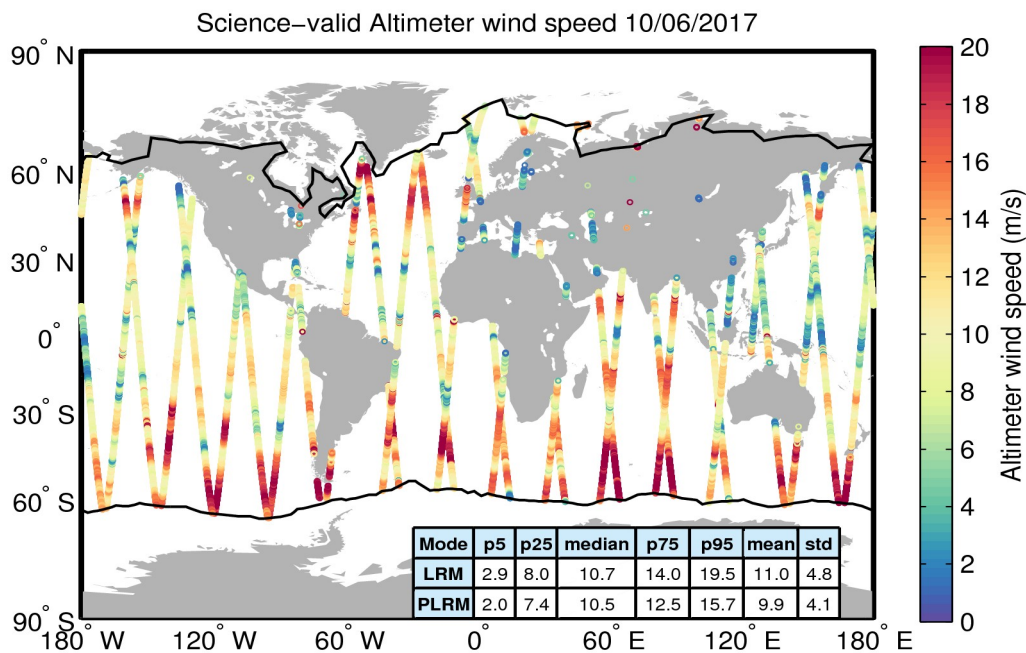 Science−valid Altimeter wind speed 10/06/2017
90° N
60° N
30° N
0°
30° S
60° S
90° S
180° W
120° W
60° W
0°
60° E
120° E
180° E
Mode p5 p25 median p75 p95 mean std
LRM 2.9 8.0 10.7 14.0 19.5 11.0 4.8
PLRM 2.0 7.4 10.5 12.5 15.7 9.9 4.1
20
18
16
14
12
10
8
6
4
2
0
Altimeter wind speed (m/s)